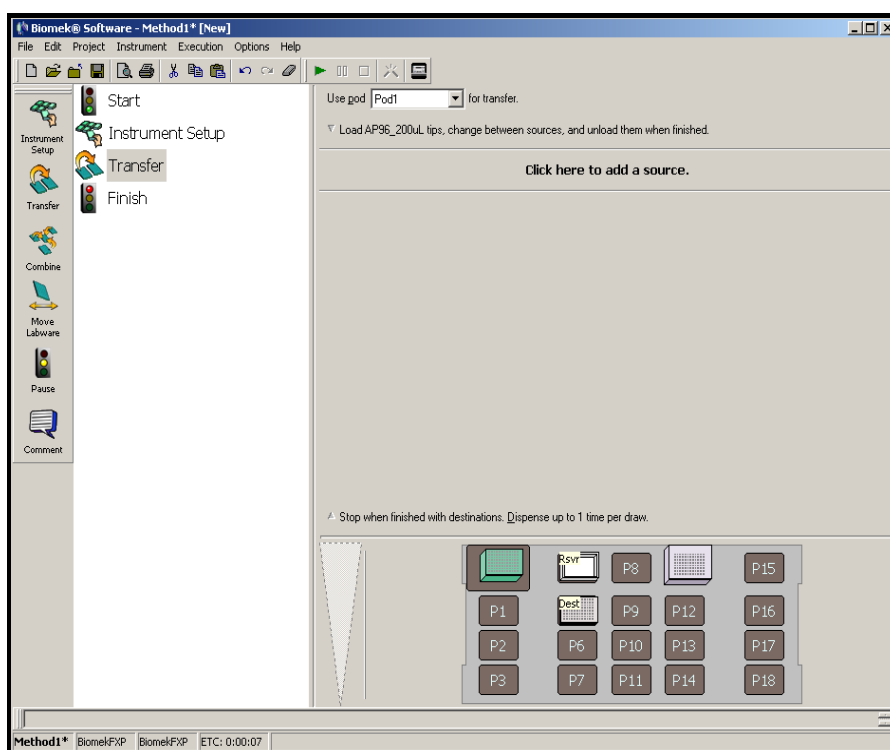 Biomek® Software - Method1* [New]
File Edit Project Instrument Execution Options Help
Instrument
Setup
Transfer
Combine
Move
Labware
Pause
Comment
Start
Instrument Setup
Transfer
Finish
Use pod Pod1 for transfer.
Load AP96_200uL tips, change between sources, and unload them when finished.
Click here to add a source.
Stop when finished with destinations. Dispense up to 1 time per draw.
Rsvr P8 P15
P1 Dest P9 P12 P16
P2 P6 P10 P13 P17
P3 P7 P11 P14 P18
Method1* BiomekFXP BiomekFXP ETC: 0:00:07